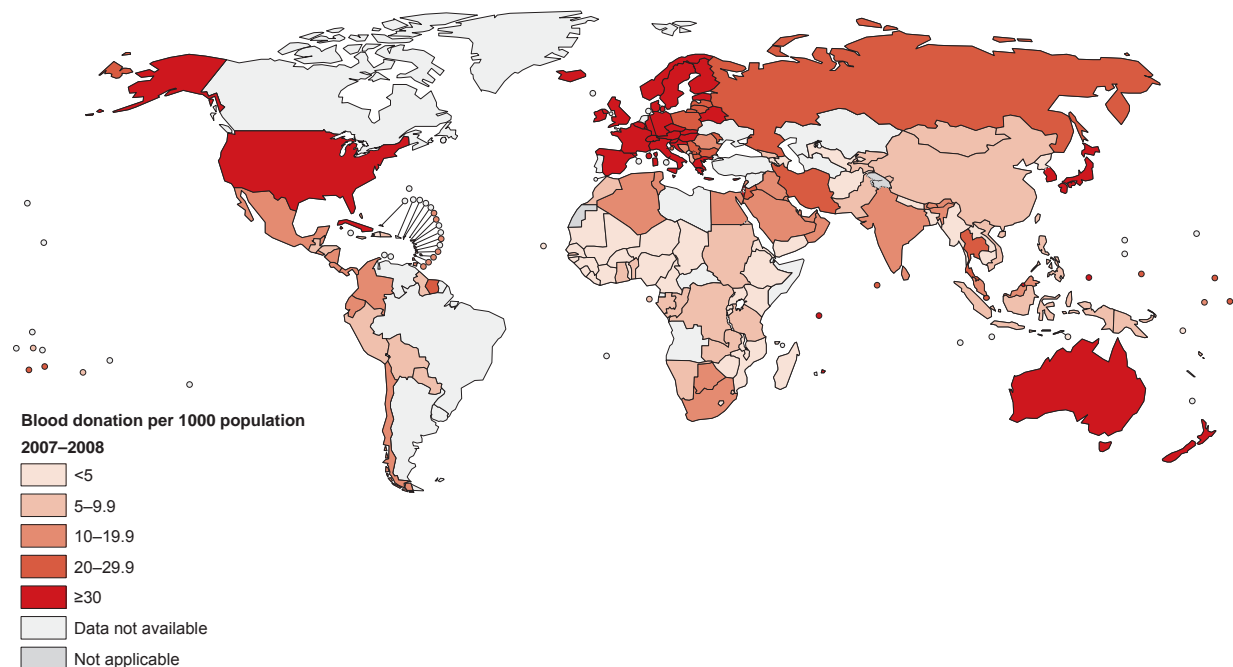 Blood donation per 1000 population
2007–2008
<5
5–9.9
10–19.9
20–29.9
≥30
Data not available
Not applicable